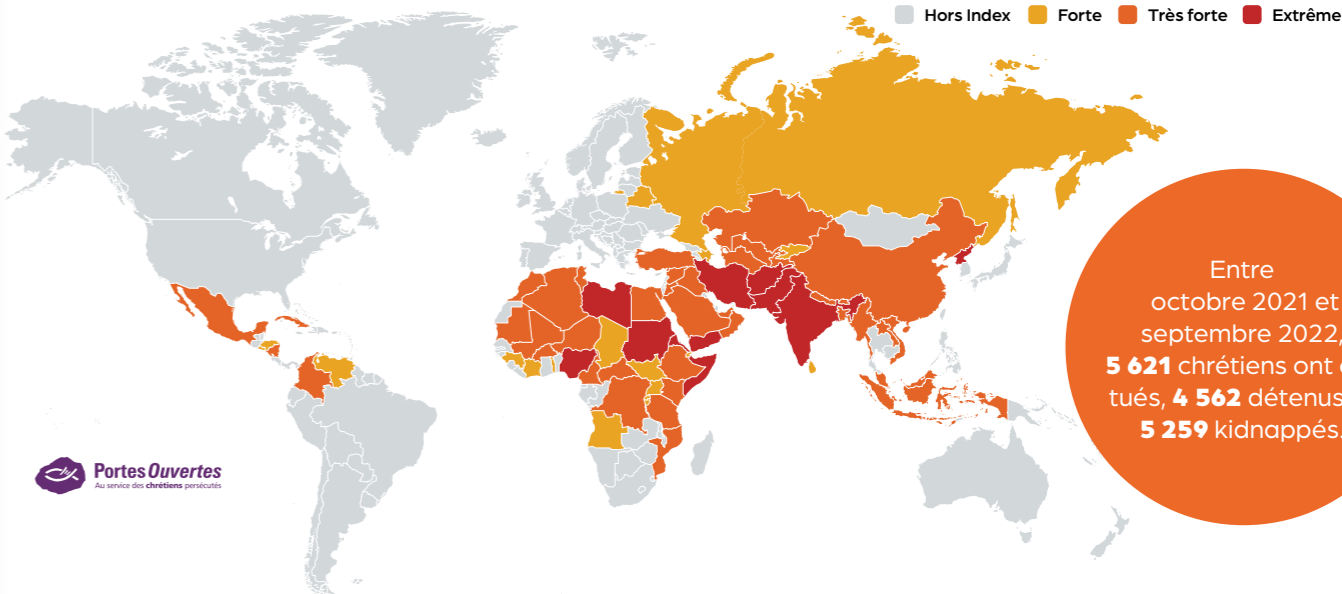 Hors Index Forte Très forte Extrême
Entre
octobre 2021 et
septembre 2022,
5 621 chrétiens ont
tués, 4 562 détenus
5 259 kidnappés.
Portes Ouvertes
Au service des chrétiens persécutés